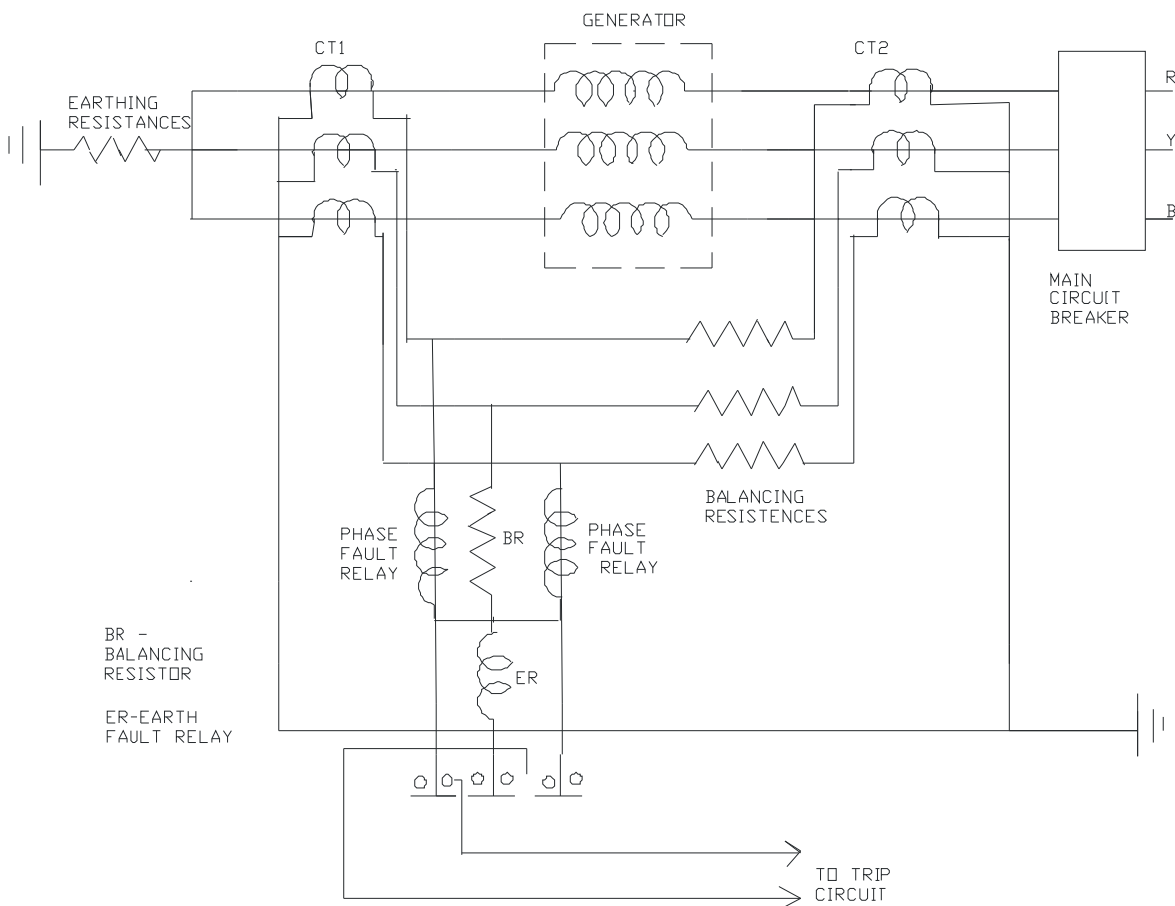 GENERATOR
CT1
CT2
R
EARTHING
RESISTANCES
Y
B
MAIN
CIRCUIT
BREAKER
BALANCING
RESISTENCES
PHASE
FAULT
RELAY
BR
PHASE
FAULT
RELAY
BR -
BALANCING
RESISTOR
ER
ER-EARTH
FAULT RELAY
TO TRIP
CIRCUIT